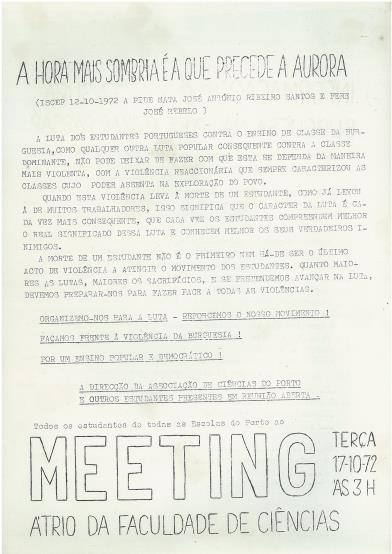 A HORA MAIS SOMBRIA É A QUE PRECEDE A AURORA
(ISCEF 12-10-1972 A PIDE MATA JOSÉ ANTÓNIO RIBEIRO SANTOS E FERE
JOSÉ REBELO )
A LUTA DOS ESTUDANTES PORTUGUESES CONTRA O ENSINO DE CLASSE DA BUR-
GUESIA,COMO QUALQUER OUTRA LUTA POPULAR CONSEQUENTE CONTRA A CLASSE
DOMINANTE, NÃO PODE DEIXAR DE FAZER COM QUE ESTA SE DEFENDA DA MANEIRA
MAIS VIOLENTA, COM A VIOLÊNCIA REACCIONÁRIA QUE SEMPRE CARACTERIZOU AS
CLASSES CUJO PODER ASSENTA NA EXPLORAÇÃO DO POVO.
QUANDO ESTA VIOLÊNCIA LEVA À MORTE DE UM ESTUDANTE, COMO JÁ LEVOU
À DE MUITOS TRABALHADORES, ISSO SIGNIFICA QUE O CARACTER DA LUTA É CA-
DA VEZ MAIS CONSEQUENTE, QUE CADA VEZ OS ESTUDANTES COMPREENDEM MELHOR
O REAL SIGNIFICADO DESSA LUTA E CONHECEM MELHOR OS SEUS VERDADEIROS I-
NIMIGOS.
A MORTE DE UM ESTUDANTE NÃO É O PRIMEIRO NEM HÁ-DE SER O ÚLTIMO
ACTO DE VIOLÊNCIA A ATINGIR O MOVIMENTO DOS ESTUDANTES. QUANTO MAIO-
RES AS LUTAS, MAIORES OS SACRIFÍCIOS, E SE PRETENDEMOS AVANÇAR NA LUTA,
DEVEMOS PREPARAR-NOS PARA FAZER FACE A TODAS AS VIOLÊNCIAS.
ORGANIZEMO-NOS PARA A LUTA - REFORCEMOS O NOSSO MOVIMENTO !
FAÇAMOS FRENTE À VIOLÊNCIA DA BURGUESIA !
POR UM ENSINO POPULAR E DEMOCRÁTICO !
A DIRECÇÃO DA ASSOCIAÇÃO DE CIÊNCIAS DO PORTO
E OUTROS ESTUDANTES PRESENTES EM REUNIÃO ABERTA.
Todos os estudantes de todas as Escolas do Porto ao
MEETING
TERÇA
17-10-72
ÀS 3 H
ÁTRIO DA FACULDADE DE CIÊNCIAS